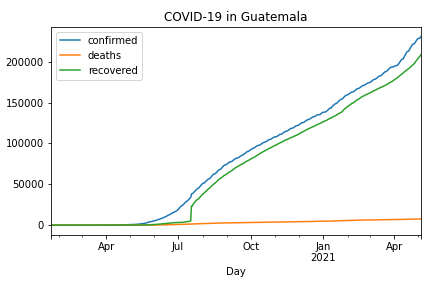 COVID-19 in Guatemala
confirmed
deaths
recovered
200000
150000
100000
50000
0
Apr Jul Oct Jan Apr
2021
Day